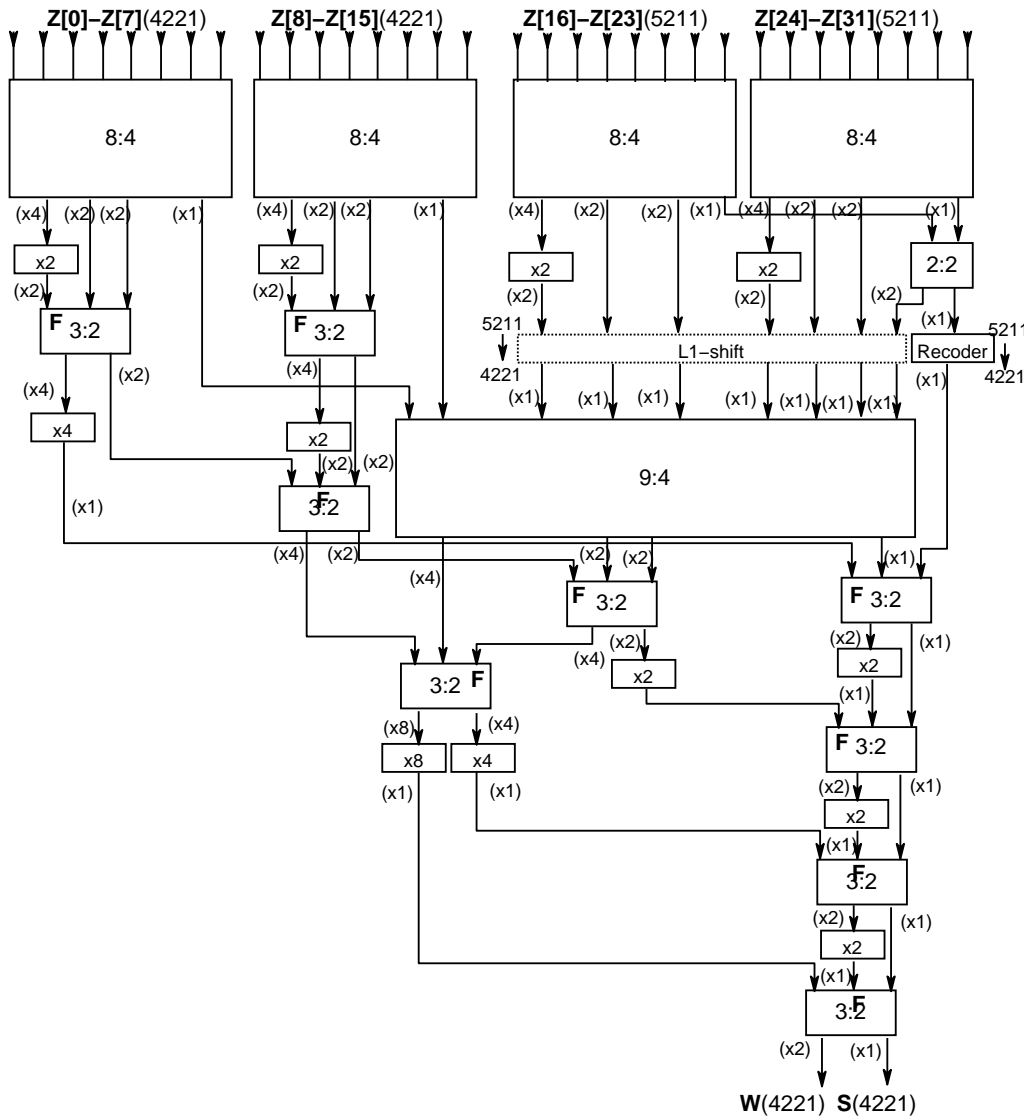 Z[0]–Z[7](4221) Z[8]–Z[15](4221) Z[16]–Z[23](5211) Z[24]–Z[31](5211)
8:4 8:4 8:4 8:4
(x4) (x2) (x2) (x1) (x4) (x2) (x2) (x1) (x4) (x2) (x2) (x1) (x4) (x2) (x2) (x1)
x2 x2 x2 x2 2:2
(x2) (x2) (x2) (x2) (x2) (x1)
F 3:2 F 3:2 5211 L1–shift Recoder 5211
4221 4221
(x4) (x2) (x4) (x1) (x1) (x1) (x1) (x1) (x1) (x1) (x1)
x4 x2
(x2) (x2)
9:4
(x1) F 3:2
(x4) (x2) (x4) (x2) (x2) (x1)
F 3:2 F 3:2
(x4) (x2) (x2) (x1)
3:2 F x2 x2
(x1)
(x8) (x4) F 3:2
x8 x4
(x1) (x1) (x2) (x1)
x2
(x1)
F
3:2
(x2) (x1)
x2
(x1)
F
3:2
(x2) (x1)
W(4221) S(4221)